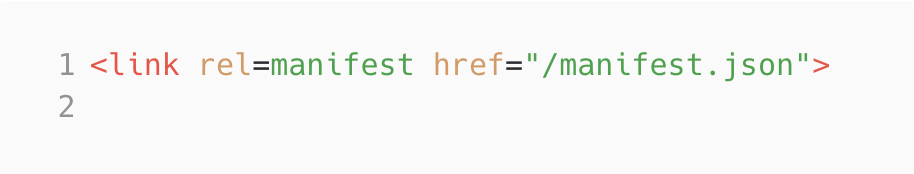 1 <link rel=manifest href="/manifest.json">
2